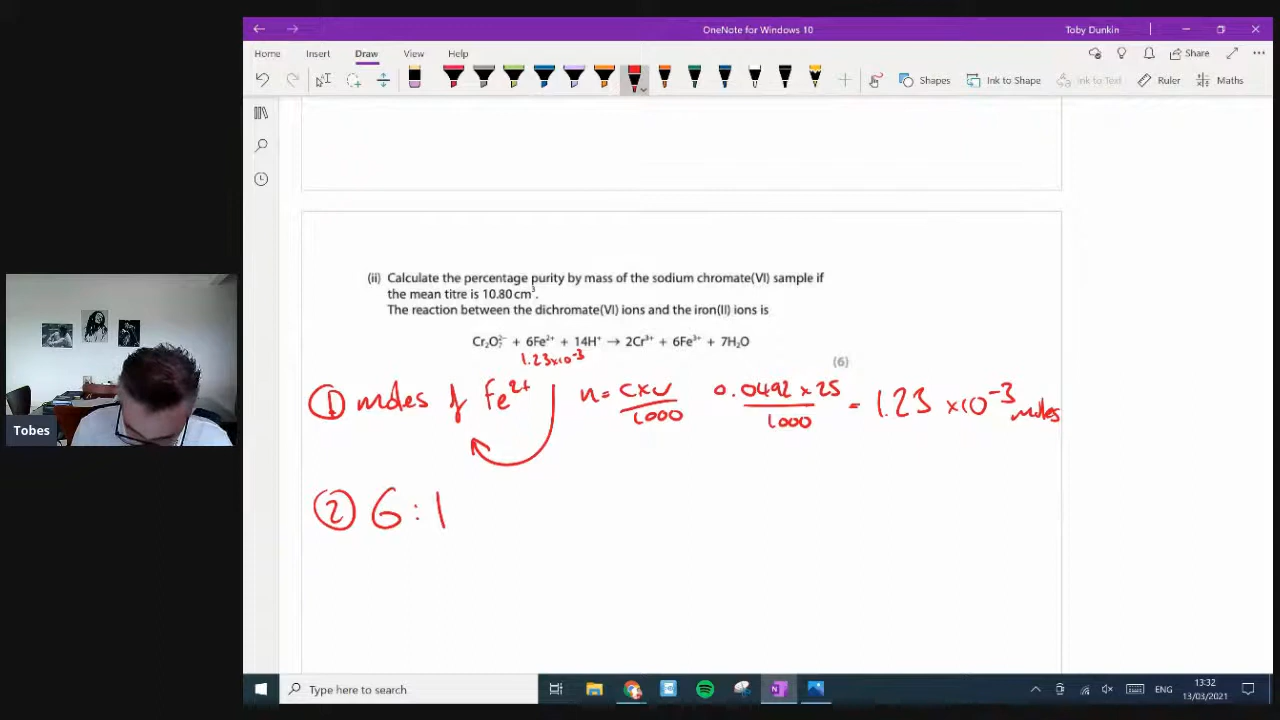 OneNote for Windows 10
Toby Dunkin
Home Insert Draw View Help
Share
Shapes Ink to Shape Ink to Text Ruler Maths
(ii) Calculate the percentage purity by mass of the sodium chromate(VI) sample if
the mean titre is 10.80 cm³.
The reaction between the dichromate(VI) ions and the iron(II) ions is
Cr₂O₇²⁻ + 6Fe²⁺ + 14H⁺ → 2Cr³⁺ + 6Fe³⁺ + 7H₂O
1.23x10⁻³
(6)
① moles of Fe²⁺ n = cxv/1000 0.0492 x 25/1000 = 1.23 x10⁻³ moles
② 6:1
Tobes
Type here to search
ENG
13:32
13/03/2021